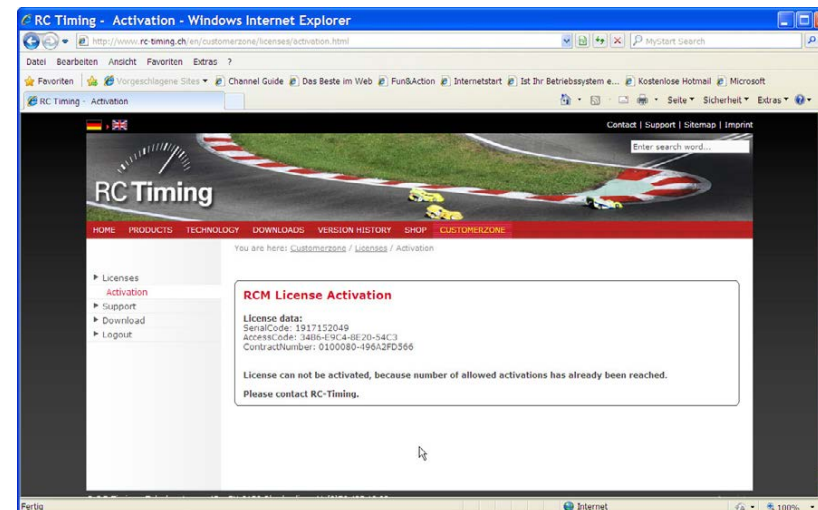 RC Timing - Activation - Windows Internet Explorer
http://www.rc-timing.ch/en/customerzone/licenses/activation.html
MyStart Search
Datei Bearbeiten Ansicht Favoriten Extras ?
Favoriten Vorgeschlagene Sites Channel Guide Das Beste im Web Fun&Action Internetstart Ist Ihr Betriebssystem e... Kostenlose Hotmail Microsoft
RC Timing - Activation
Seite Sicherheit Extras
Contact | Support | Sitemap | Imprint
Enter search word...
RC Timing
HOME PRODUCTS TECHNOLOGY DOWNLOADS VERSION HISTORY SHOP CUSTOMERZONE
You are here: Customerzone / Licenses / Activation
Licenses
Activation
Support
Download
Logout
RCM License Activation
License data:
SerialCode: 1917152049
AccessCode: 34B6-E9C4-8E20-54C3
ContractNumber: 0100080-496A2FD566
License can not be activated, because number of allowed activations has already been reached.
Please contact RC-Timing.
Fertig
Internet
100%